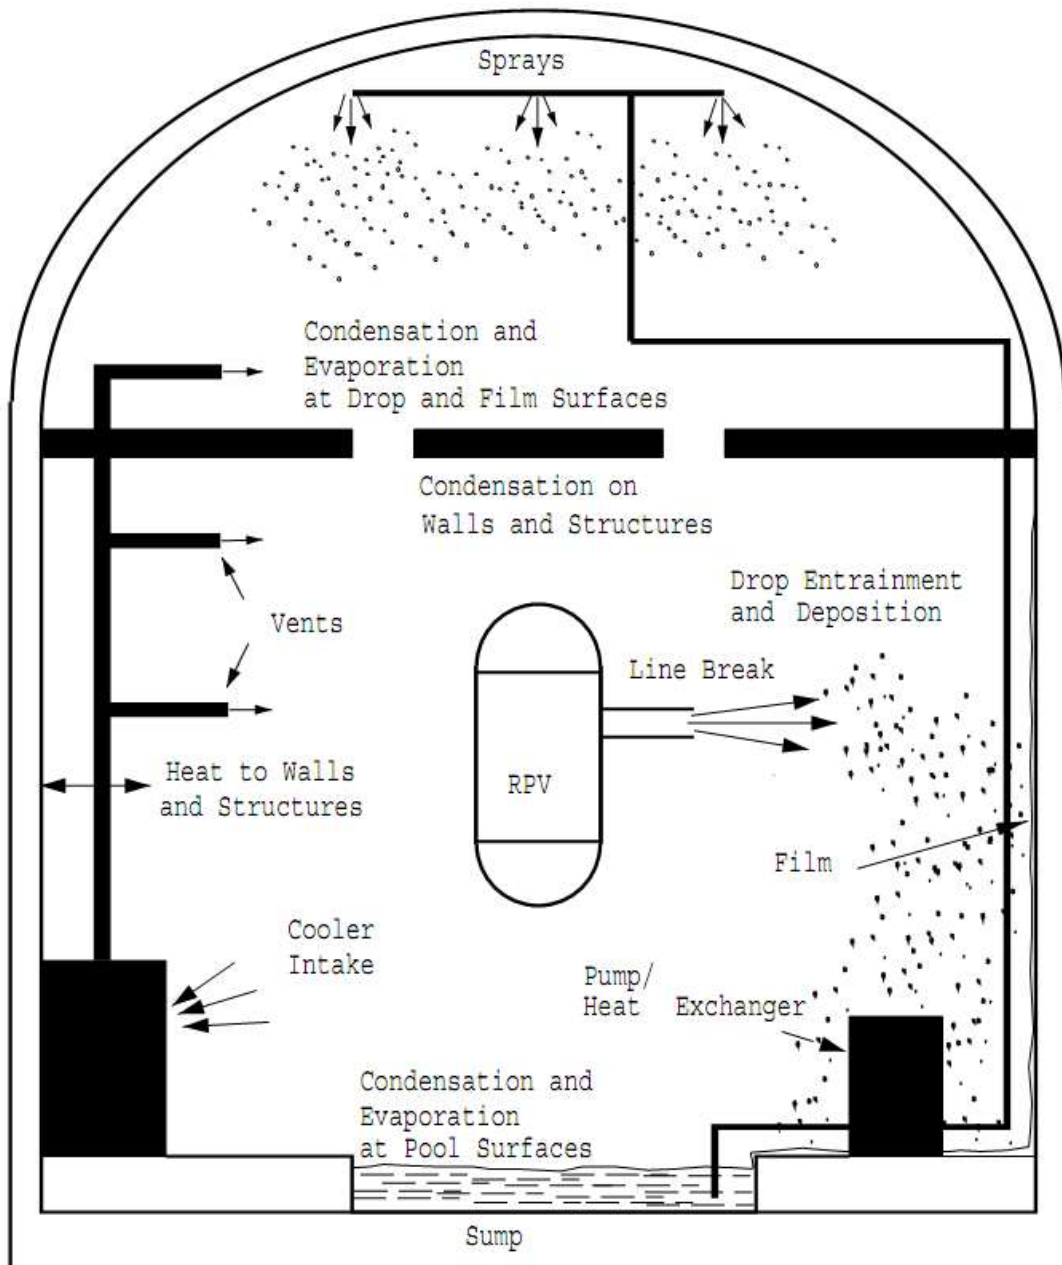 Sprays
Condensation and
Evaporation
at Drop and Film Surfaces
Condensation on
Walls and Structures
Drop Entrainment
and Deposition
Vents
Line Break
Heat to Walls
and Structures
RPV
Film
Cooler
Intake
Pump/
Heat Exchanger
Condensation and
Evaporation
at Pool Surfaces
Sump